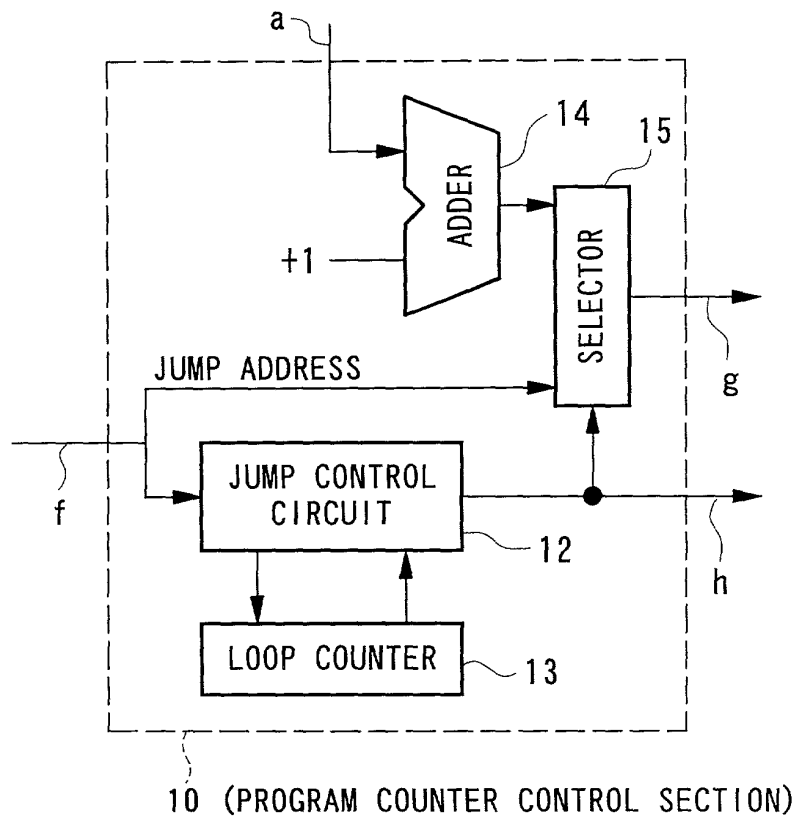 a
14
15
ADDER
+1
SELECTOR
JUMP ADDRESS
g
f
JUMP CONTROL
CIRCUIT
12
h
LOOP COUNTER
13
10 (PROGRAM COUNTER CONTROL SECTION)